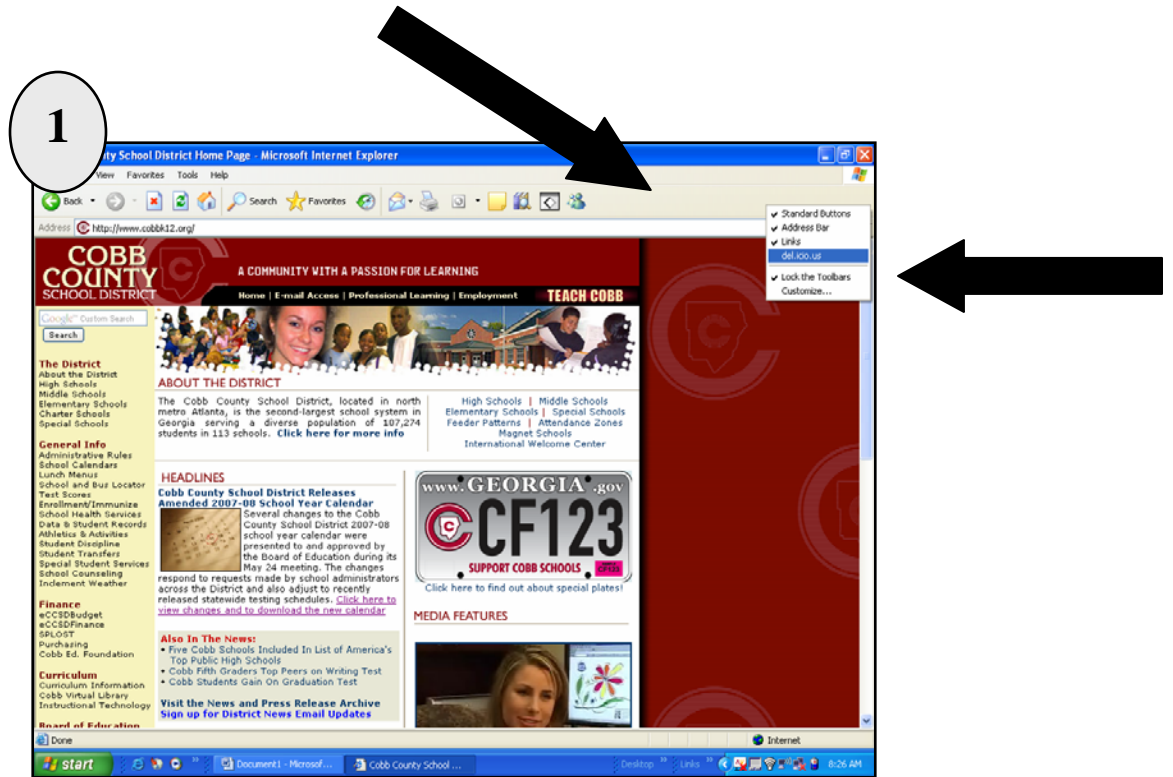 1
ty School District Home Page - Microsoft Internet Explorer
View Favorites Tools Help
Back Search Favorites
Address http://www.cobbk12.org/
Standard Buttons
Address Bar
Links
del.icio.us
Lock the Toolbars
Customize...
COBB
COUNTY
SCHOOL DISTRICT
A COMMUNITY WITH A PASSION FOR LEARNING
Home | E-mail Access | Professional Learning | Employment TEACH COBB
Google™ Custom Search
Search
The District
About the District
High Schools
Middle Schools
Elementary Schools
Charter Schools
Special Schools
General Info
Administrative Rules
School Calendars
Lunch Menus
School and Bus Locator
Test Scores
Enrollment/Immunize
School Health Services
Data & Student Records
Athletics & Activities
Student Discipline
Student Transfers
Special Student Services
School Counseling
Inclement Weather
Finance
eCCSDBudget
eCCSDFinance
SPLOST
Purchasing
Cobb Ed. Foundation
Curriculum
Curriculum Information
Cobb Virtual Library
Instructional Technology
Board of Education
ABOUT THE DISTRICT
The Cobb County School District, located in north
metro Atlanta, is the second-largest school system in
Georgia serving a diverse population of 107,274
students in 113 schools. Click here for more info
High Schools | Middle Schools
Elementary Schools | Special Schools
Feeder Patterns | Attendance Zones
Magnet Schools
International Welcome Center
HEADLINES
Cobb County School District Releases
Amended 2007-08 School Year Calendar
Several changes to the Cobb
County School District 2007-08
school year calendar were
presented to and approved by
the Board of Education during its
May 24 meeting. The changes
respond to requests made by school administrators
across the District and also adjust to recently
released statewide testing schedules. Click here to
view changes and to download the new calendar
Also In The News:
• Five Cobb Schools Included In List of America's
Top Public High Schools
• Cobb Fifth Graders Top Peers on Writing Test
• Cobb Students Gain On Graduation Test
Visit the News and Press Release Archive
Sign up for District News Email Updates
www.GEORGIA.gov
C CF123
SUPPORT COBB SCHOOLS CF123
Click here to find out about special plates!
MEDIA FEATURES
Done Internet
start Document1 - Microsof... Cobb County School ... Desktop » Links » 8:26 AM